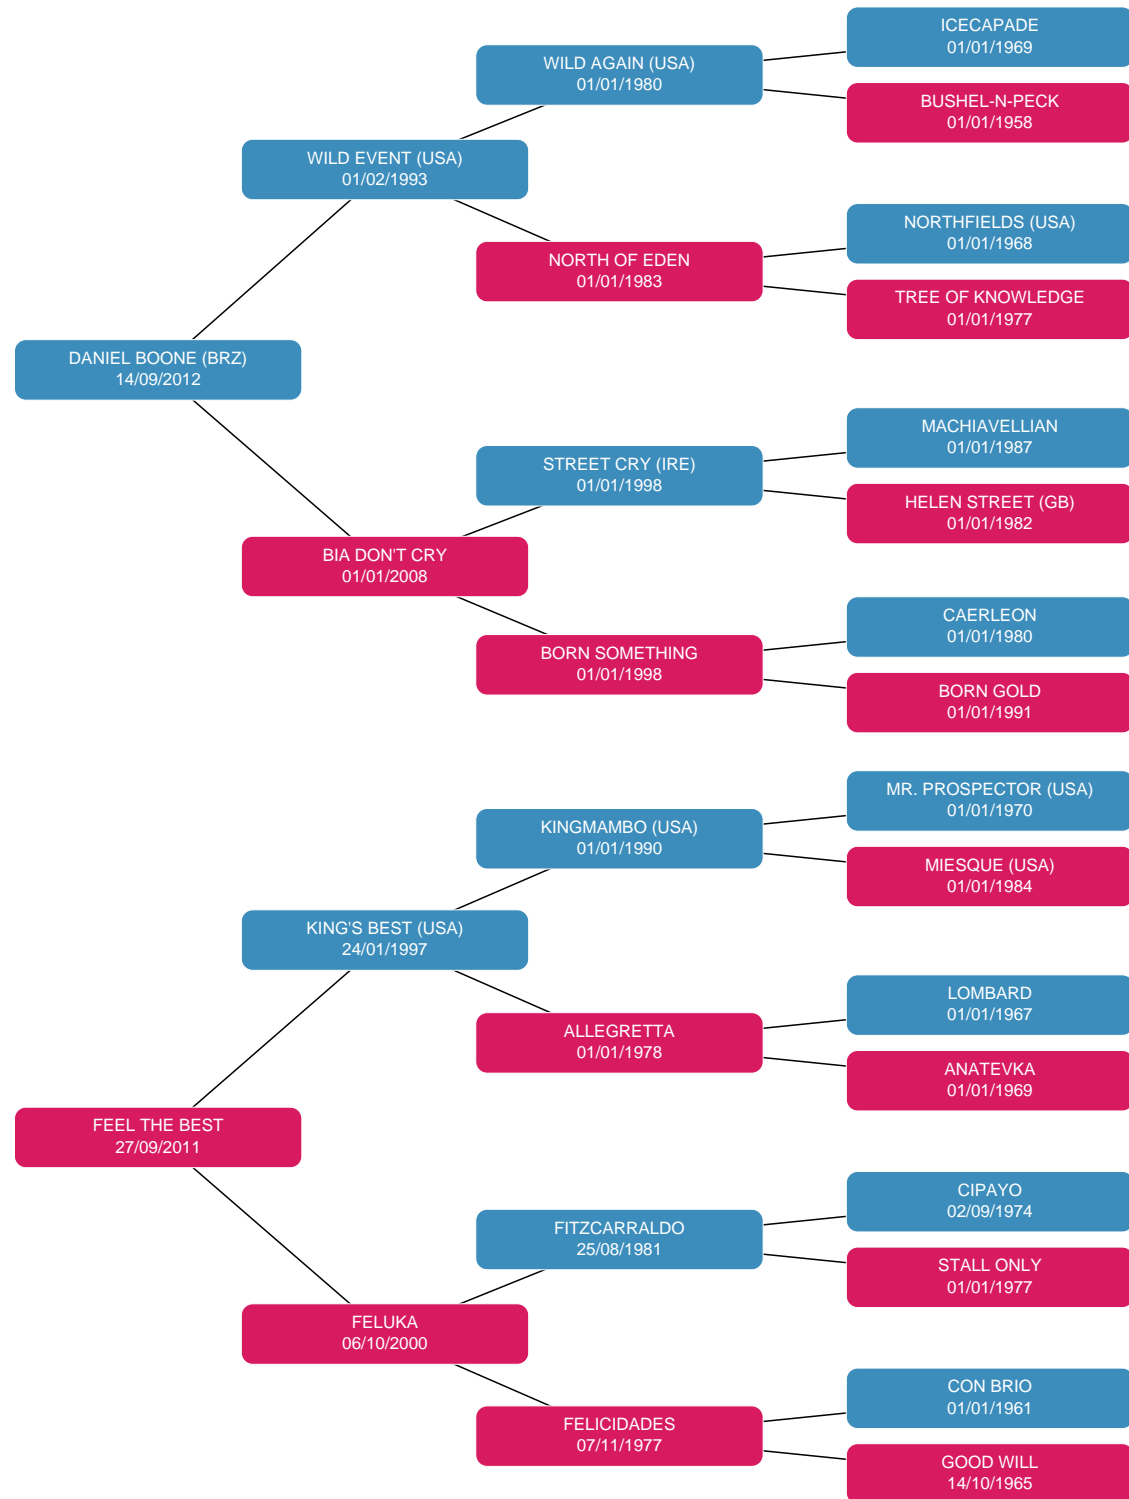 ICECAPADE
01/01/1969
WILD AGAIN (USA)
01/01/1980
BUSHEL-N-PECK
01/01/1958
WILD EVENT (USA)
01/02/1993
NORTHFIELDS (USA)
01/01/1968
NORTH OF EDEN
01/01/1983
TREE OF KNOWLEDGE
01/01/1977
DANIEL BOONE (BRZ)
14/09/2012
MACHIAVELLIAN
01/01/1987
STREET CRY (IRE)
01/01/1998
HELEN STREET (GB)
01/01/1982
BIA DON'T CRY
01/01/2008
CAERLEON
01/01/1980
BORN SOMETHING
01/01/1998
BORN GOLD
01/01/1991
MR. PROSPECTOR (USA)
01/01/1970
KINGMAMBO (USA)
01/01/1990
MIESQUE (USA)
01/01/1984
KING'S BEST (USA)
24/01/1997
LOMBARD
01/01/1967
ALLEGRETTA
01/01/1978
ANATEVKA
01/01/1969
FEEL THE BEST
27/09/2011
CIPAYO
02/09/1974
FITZCARRALDO
25/08/1981
STALL ONLY
01/01/1977
FELUKA
06/10/2000
CON BRIO
01/01/1961
FELICIDADES
07/11/1977
GOOD WILL
14/10/1965